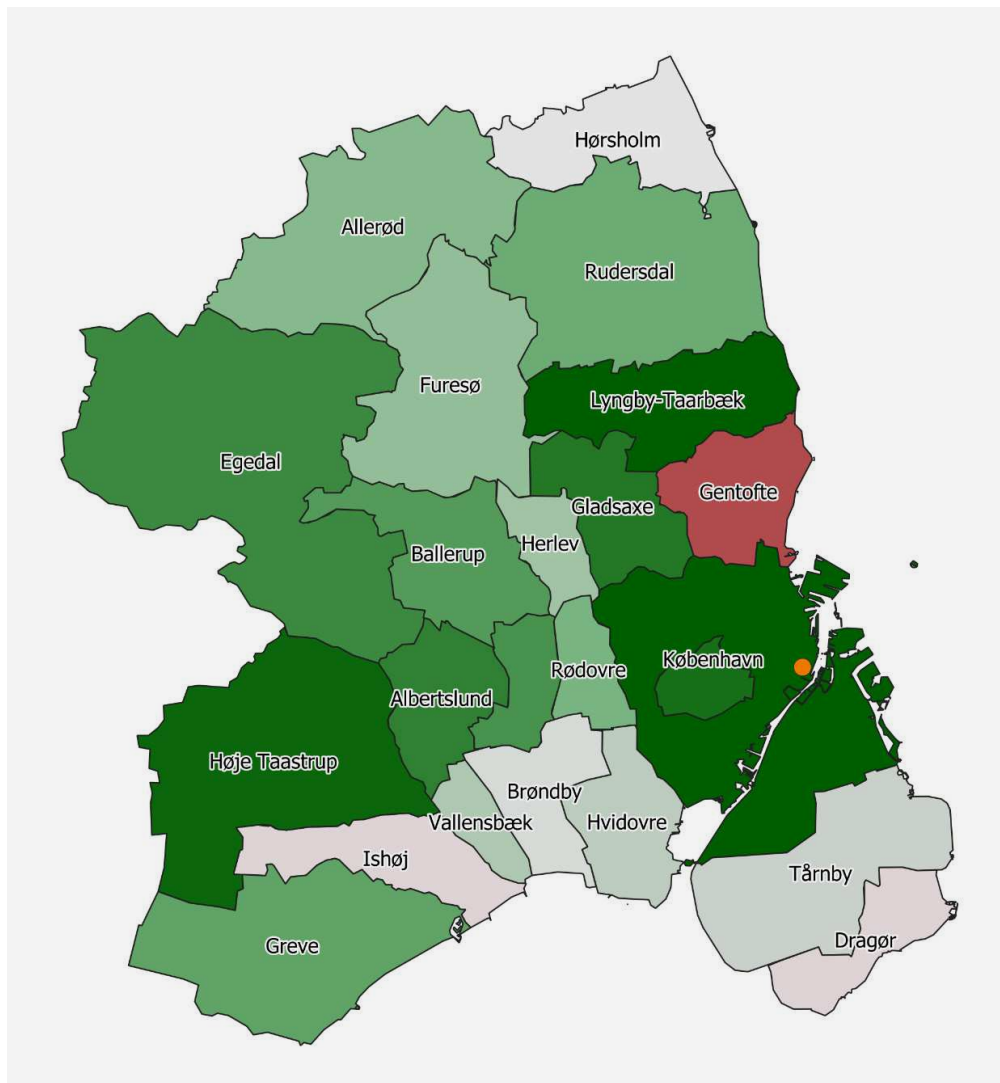 Hørsholm
Allerød
Rudersdal
Furesø
Lyngby-Taarbæk
Egedal
Gentofte
Gladsaxe
Herlev
Ballerup
København
Rødovre
Albertslund
Høje Taastrup
Brøndby
Vallensbæk
Hvidovre
Ishøj
Tårnby
Dragør
Greve